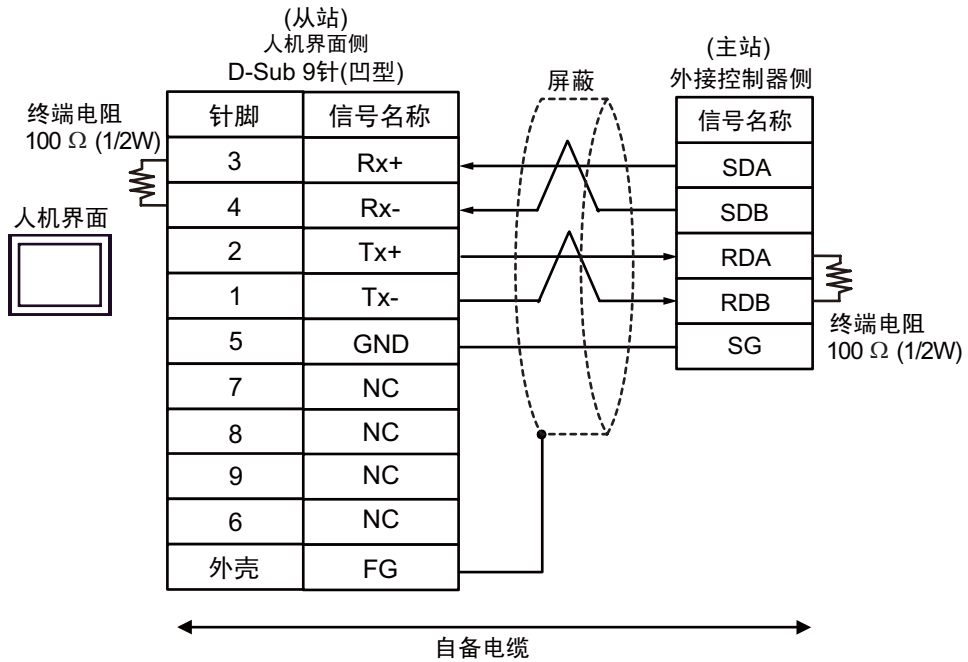 (从站)
人机界面侧
D-Sub 9针(凹型)
(主站)
外接控制器侧
屏蔽
终端电阻
100 Ω (1/2W)
人机界面
针脚 信号名称
3 Rx+
4 Rx-
2 Tx+
1 Tx-
5 GND
7 NC
8 NC
9 NC
6 NC
外壳 FG
信号名称
SDA
SDB
RDA
RDB
SG
终端电阻
100 Ω (1/2W)
自备电缆